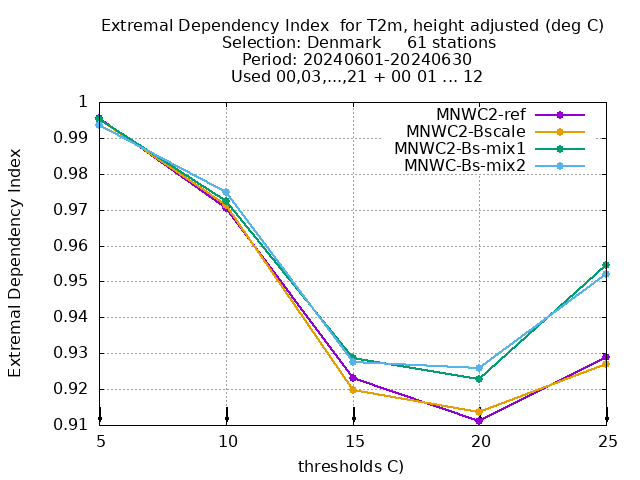 Extremal Dependency Index  for T2m, height adjusted (deg C)
Selection: Denmark     61 stations
Period: 20240601-20240630
Used 00,03,...,21 + 00 01 ... 12
MNWC2-ref
MNWC2-Bscale
MNWC2-Bs-mix1
MNWC-Bs-mix2
Extremal Dependency Index
1
0.99
0.98
0.97
0.96
0.95
0.94
0.93
0.92
0.91
5 10 15 20 25
thresholds C)